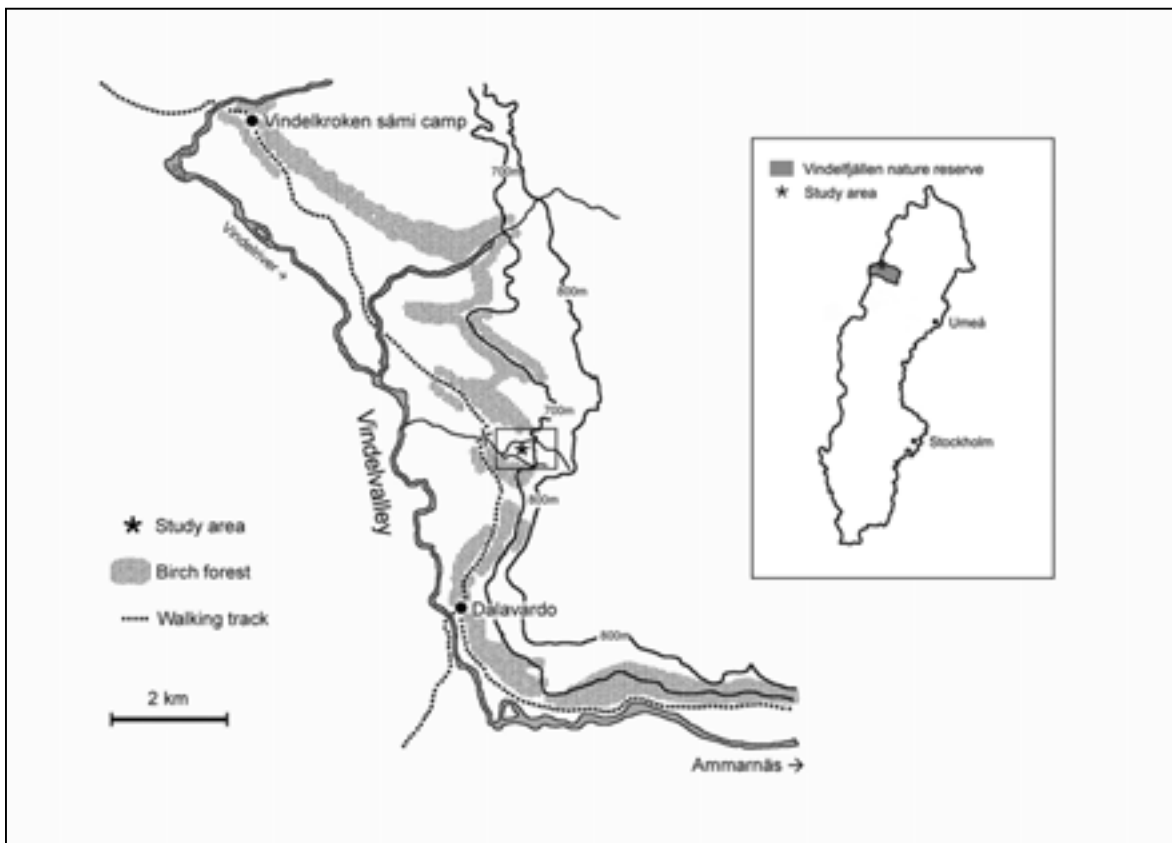 Vindelkroken sámi camp
700m
Vindelriver
800m
Vindelfjällen nature reserve
Study area
Umeå
Stockholm
700m
Vindelvalley
800m
Study area
Birch forest
Walking track
Dalavardo
800m
2 km
Ammarnäs →